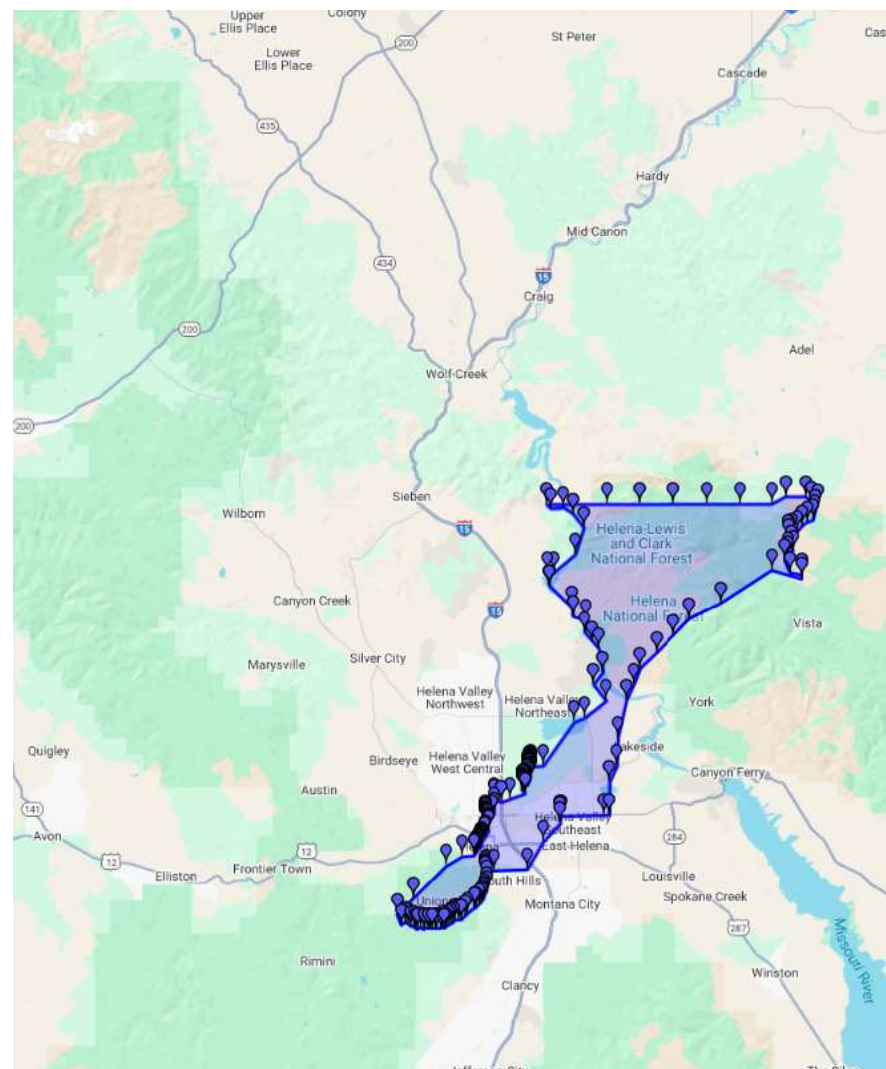 Upper
Ellis Place
Colony
200
St Peter
Lower
Ellis Place
Cascade
435
Hardy
Mid Canon
434
15
Craig
200
Adel
Wolf Creek
200
Sieben
Wilborn
15
Helena-Lewis
and Clark
National Forest
Canyon Creek
15
Helena
National
Vista
Silver City
Marysville
Helena Valley
Northwest
Helena Valley
Northeast
York
Quigley
Birdseye
Helena Valley
West Central
Lakeside
Canyon Ferry
Austin
141
Avon
12
12
Helena Valley
Southeast
East Helena
284
Elliston
Frontier Town
South Hills
Louisville
Spokane Creek
Montana City
287
Missouri River
Rimini
Winston
Clancy